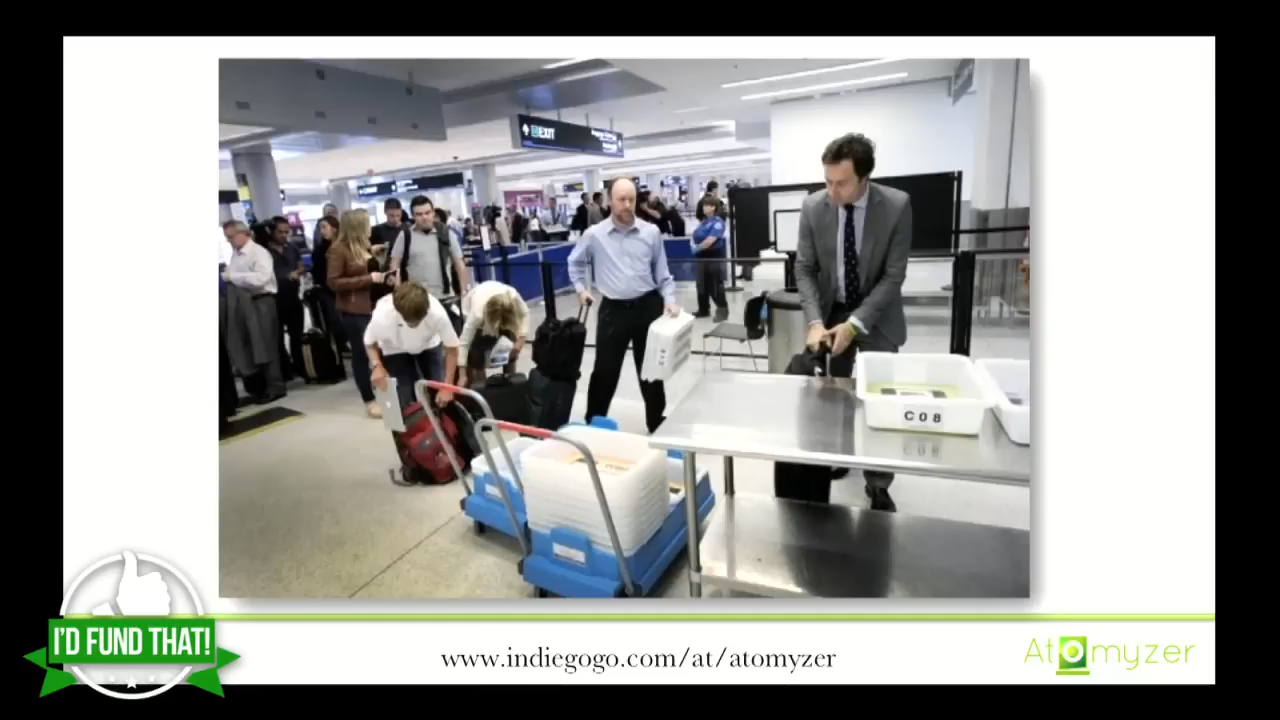 EXIT
C08
I'D FUND THAT!
www.indiegogo.com/at/atomyzer
Atomyzer